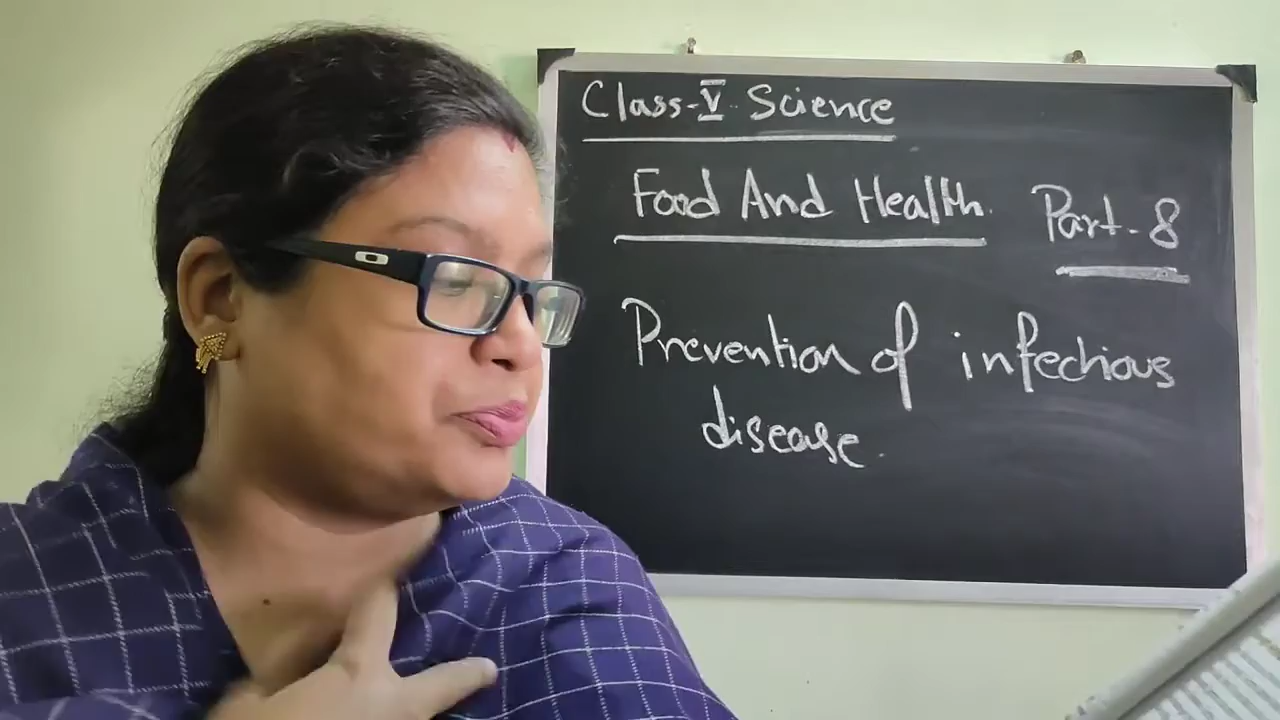 Class-V Science
Food And Health.
Part-8
Prevention of infectious
disease.